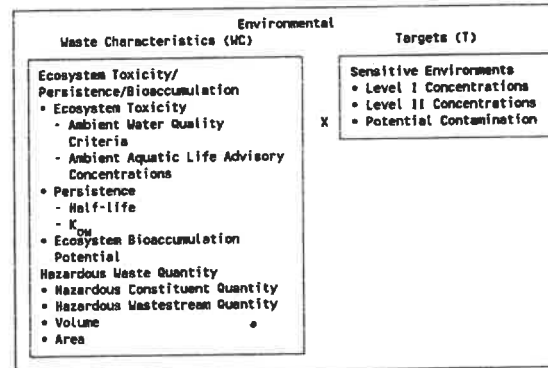 Environmental
Waste Characteristics (WC)
Ecosystem Toxicity/
Persistence/Bioaccumulation
• Ecosystem Toxicity
- Ambient Water Quality
Criteria
- Ambient Aquatic Life Advisory
Concentrations
• Persistence
- Half-life
- KOW
• Ecosystem Bioaccumulation
Potential
Hazardous Waste Quantity
• Hazardous Constituent Quantity
• Hazardous Wastestream Quantity
• Volume
• Area
X
Targets (T)
Sensitive Environments
• Level I Concentrations
• Level II Concentrations
• Potential Contamination